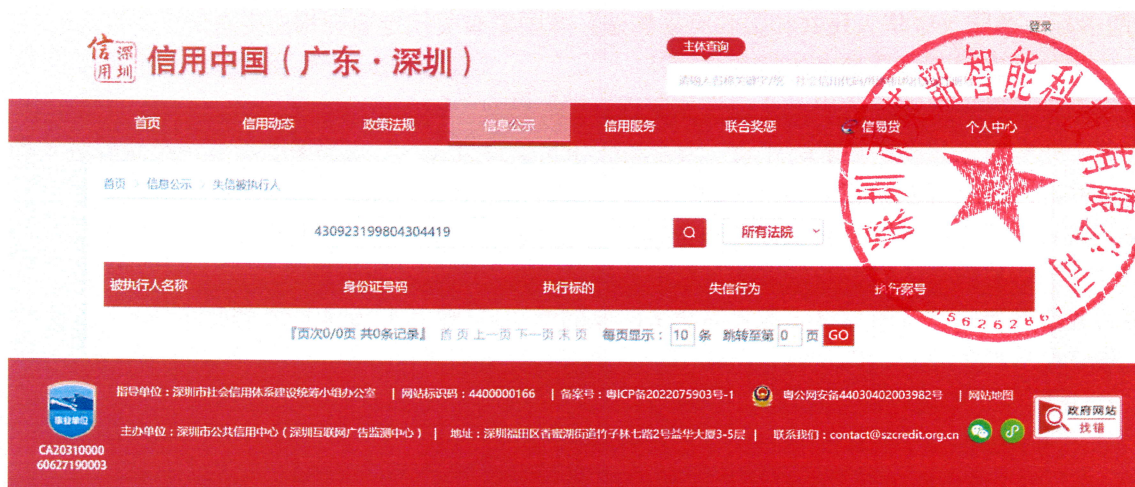 登录
信深
用圳
信用中国（广东・深圳）
主体查询
首页 信用动态 政策法规 信息公示 信用服务 联合奖惩 信易贷 个人中心
首页 > 信息公示 > 失信被执行人
430923199804304419
所有法院
被执行人名称 身份证号码 执行标的 失信行为 执行案号
『页次0/0页 共0条记录』 首 页 上一页 下一页 末 页 每页显示： 10 条 跳转至第 0 页 GO
指导单位：深圳市社会信用体系建设统筹小组办公室 | 网站标识码：4400000166 | 备案号：粤ICP备2022075903号-1 粤公网安备44030402003982号 | 网站地图
主办单位：深圳市公共信用中心（深圳互联网广告监测中心） | 地址：深圳福田区香蜜湖街道竹子林七路2号益华大厦3-5层 | 联系我们：contact@szcredit.org.cn
事业单位
CA20310000
60627190003
政府网站
找错
智能科技有限公司